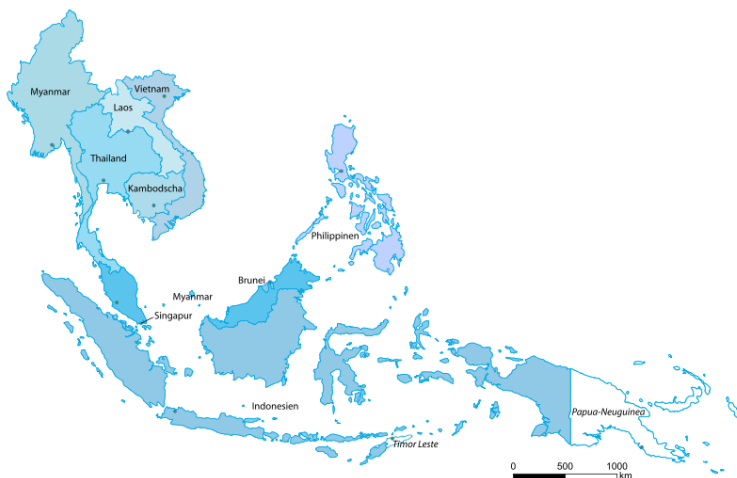 Vietnam
Myanmar
Laos
Thailand
Kambodscha
Philippinen
Brunei
Myanmar
Singapur
Indonesien
Papua-Neuguinea
Timor Leste
0 500 1000
km